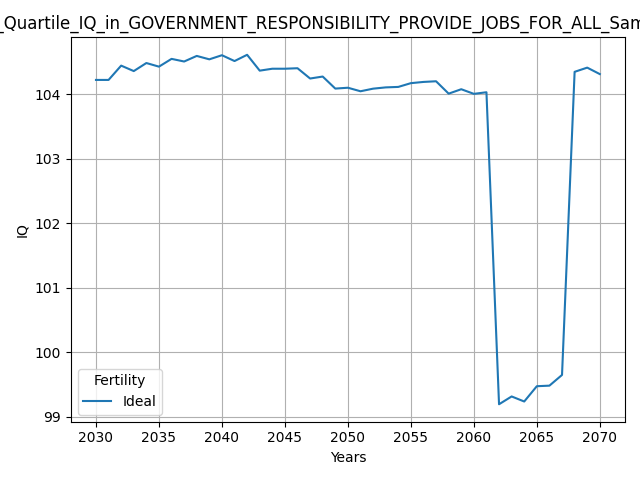 _Quartile_IQ_in_GOVERNMENT_RESPONSIBILITY_PROVIDE_JOBS_FOR_ALL_Sam
104
103
102
101
100
99
IQ
Fertility
Ideal
2030 2035 2040 2045 2050 2055 2060 2065 2070
Years